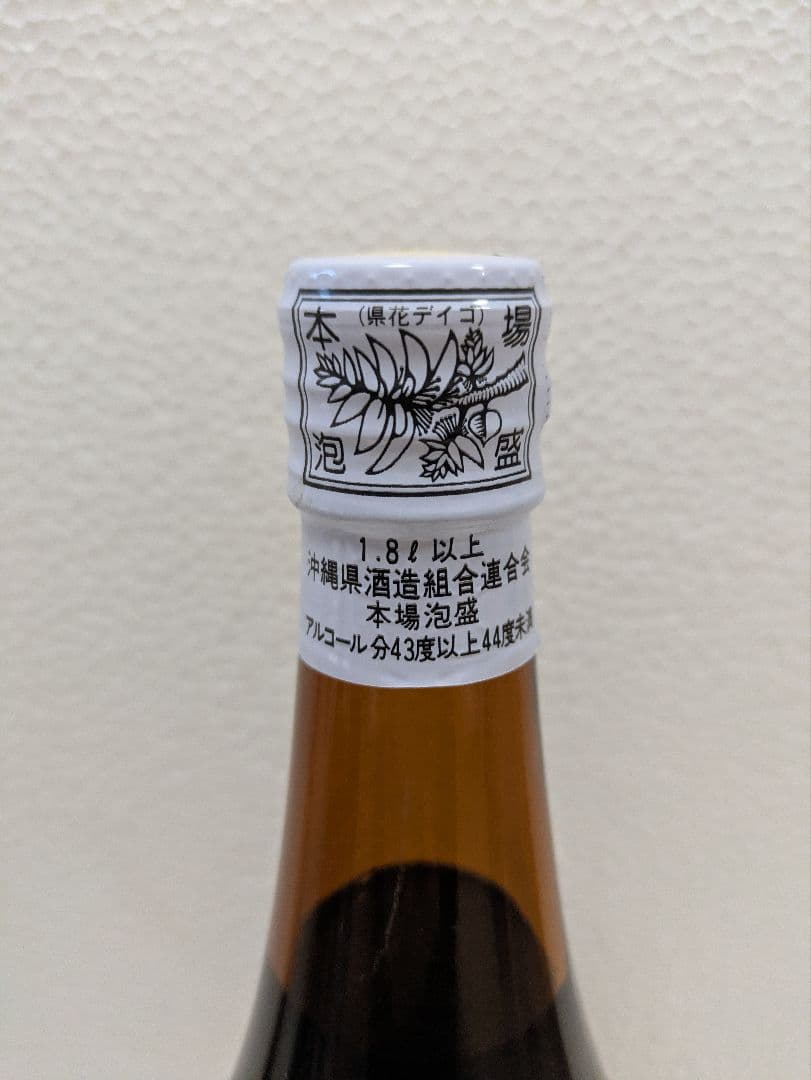 本場
(県花デイゴ)
泡盛
1.8ℓ以上
沖縄県酒造組合連合会
本場泡盛
アルコール分43度以上44度未満